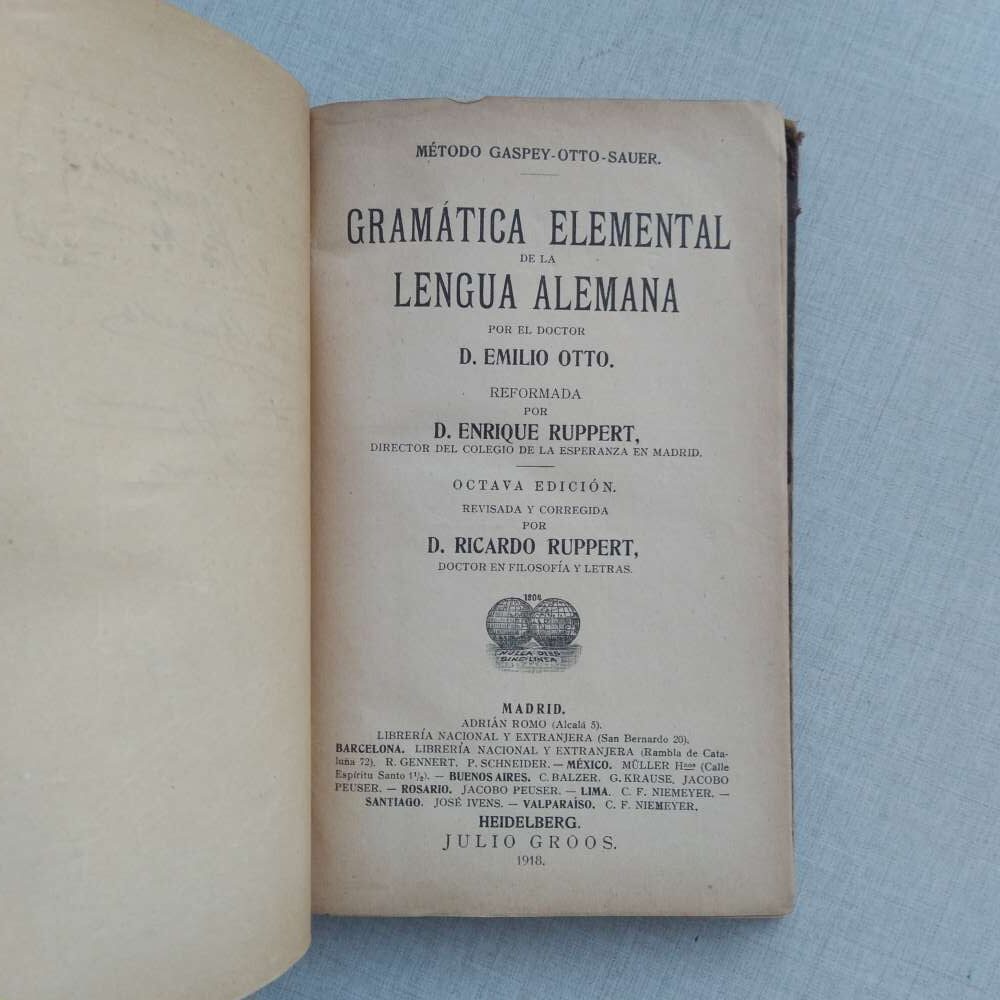 MÉTODO GASPEY-OTTO-SAUER.
GRAMÁTICA ELEMENTAL
DE LA
LENGUA ALEMANA
POR EL DOCTOR
D. EMILIO OTTO.
REFORMADA
POR
D. ENRIQUE RUPPERT,
DIRECTOR DEL COLEGIO DE LA ESPERANZA EN MADRID.
OCTAVA EDICIÓN.
REVISADA Y CORREGIDA
POR
D. RICARDO RUPPERT,
DOCTOR EN FILOSOFÍA Y LETRAS.
NULLA DIES
SINE LINEA
MADRID.
ADRIÁN ROMO (Alcalá 5).
LIBRERÍA NACIONAL Y EXTRANJERA (San Bernardo 20).
BARCELONA. LIBRERÍA NACIONAL Y EXTRANJERA (Rambla de Cata-
luña 72). R. GENNERT. P. SCHNEIDER. — MÉXICO. MÜLLER Hnos (Calle
Espíritu Santo 1½). — BUENOS AIRES. C. BALZER. G. KRAUSE. JACOBO
PEUSER. — ROSARIO. JACOBO PEUSER. — LIMA. C. F. NIEMEYER. —
SANTIAGO. JOSÉ IVENS. — VALPARAÍSO. C. F. NIEMEYER.
HEIDELBERG.
JULIO GROOS.
1918.